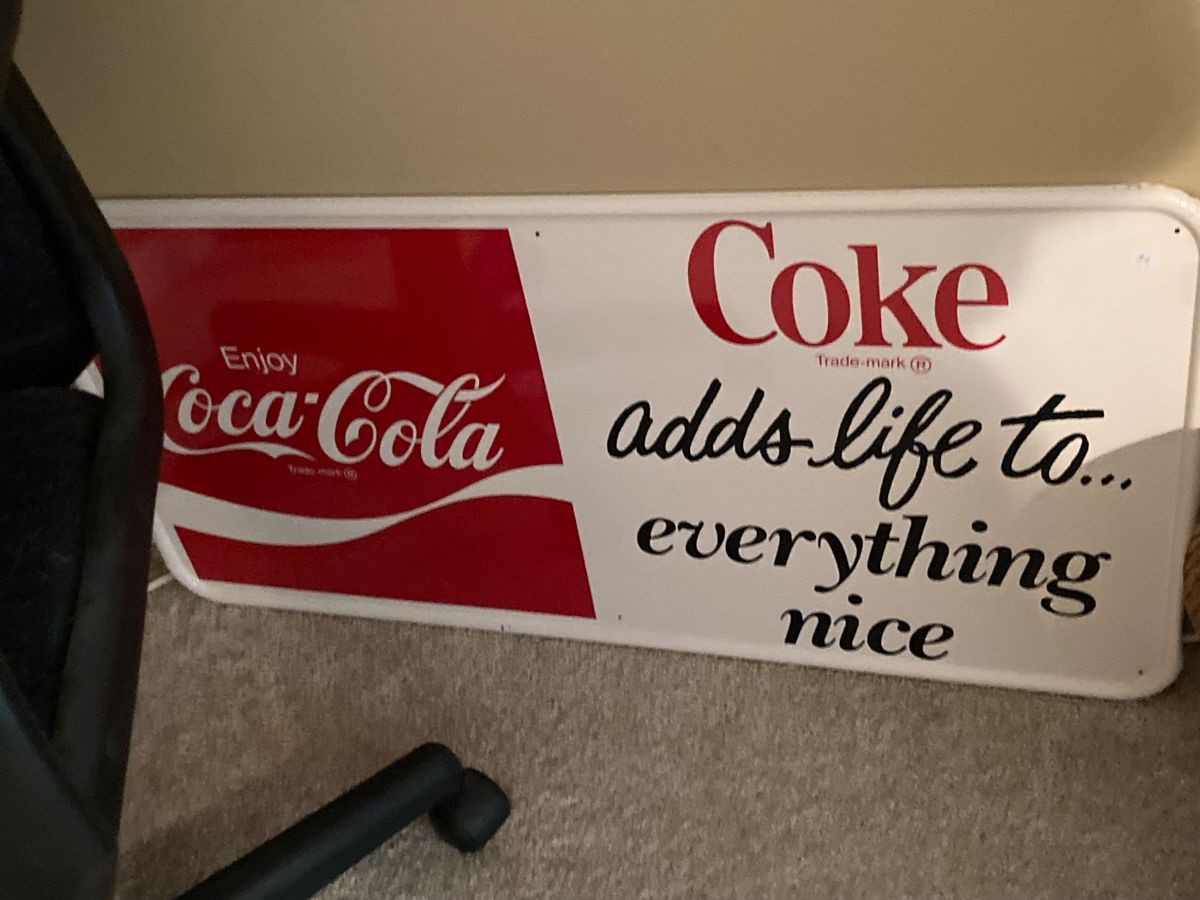 Enjoy
Coca-Cola
Trade-mark ®
Coke
Trade-mark ®
adds life to...
everything
nice